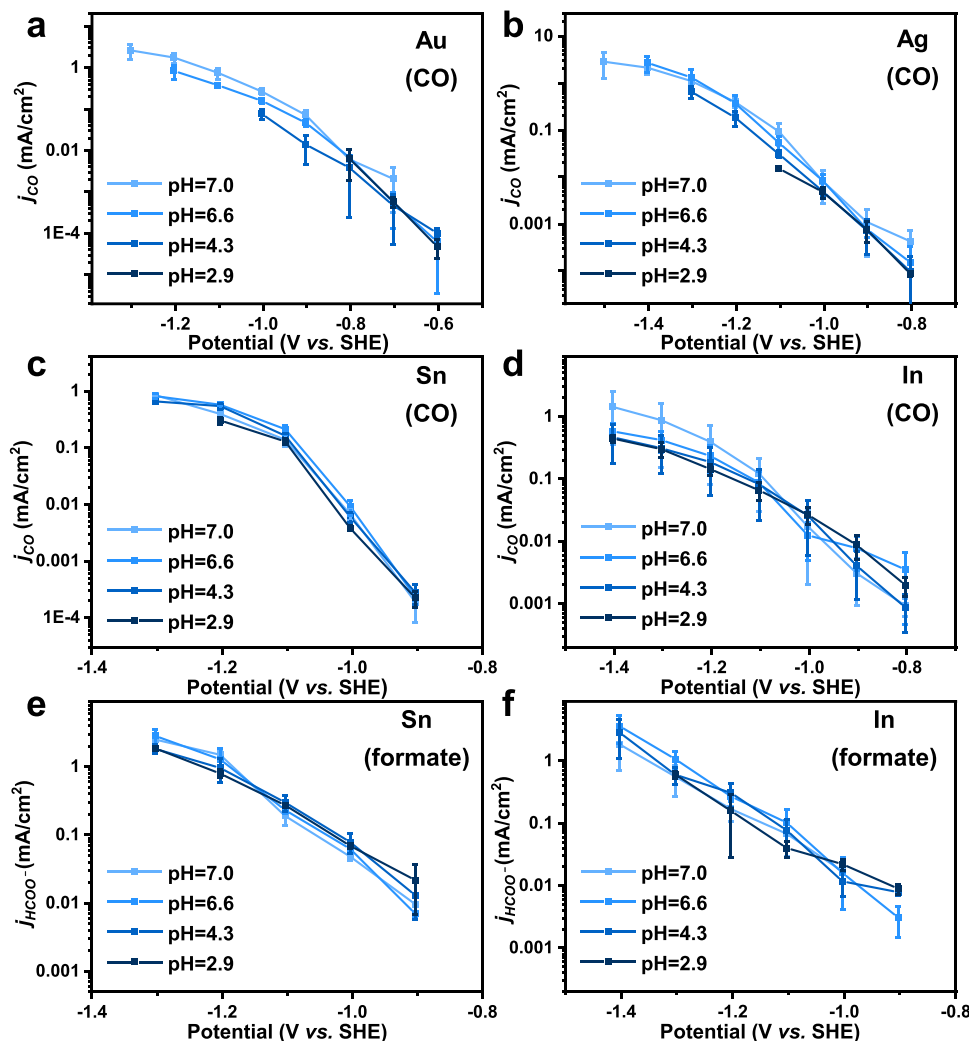 a
Au
(CO)
1
0.01
1E-4
j_CO (mA/cm²)
pH=7.0
pH=6.6
pH=4.3
pH=2.9
-1.2 -1.0 -0.8 -0.6
Potential (V vs. SHE)
b
Ag
(CO)
10
0.1
0.001
j_CO (mA/cm²)
pH=7.0
pH=6.6
pH=4.3
pH=2.9
-1.4 -1.2 -1.0 -0.8
Potential (V vs. SHE)
c
Sn
(CO)
1
0.1
0.01
0.001
1E-4
j_CO (mA/cm²)
pH=7.0
pH=6.6
pH=4.3
pH=2.9
-1.4 -1.2 -1.0 -0.8
Potential (V vs. SHE)
d
In
(CO)
1
0.1
0.01
0.001
j_CO (mA/cm²)
pH=7.0
pH=6.6
pH=4.3
pH=2.9
-1.4 -1.2 -1.0 -0.8
Potential (V vs. SHE)
e
Sn
(formate)
1
0.1
0.01
0.001
j_HCOO⁻ (mA/cm²)
pH=7.0
pH=6.6
pH=4.3
pH=2.9
-1.4 -1.2 -1.0 -0.8
Potential (V vs. SHE)
f
In
(formate)
1
0.1
0.01
0.001
j_HCOO⁻ (mA/cm²)
pH=7.0
pH=6.6
pH=4.3
pH=2.9
-1.4 -1.2 -1.0 -0.8
Potential (V vs. SHE)